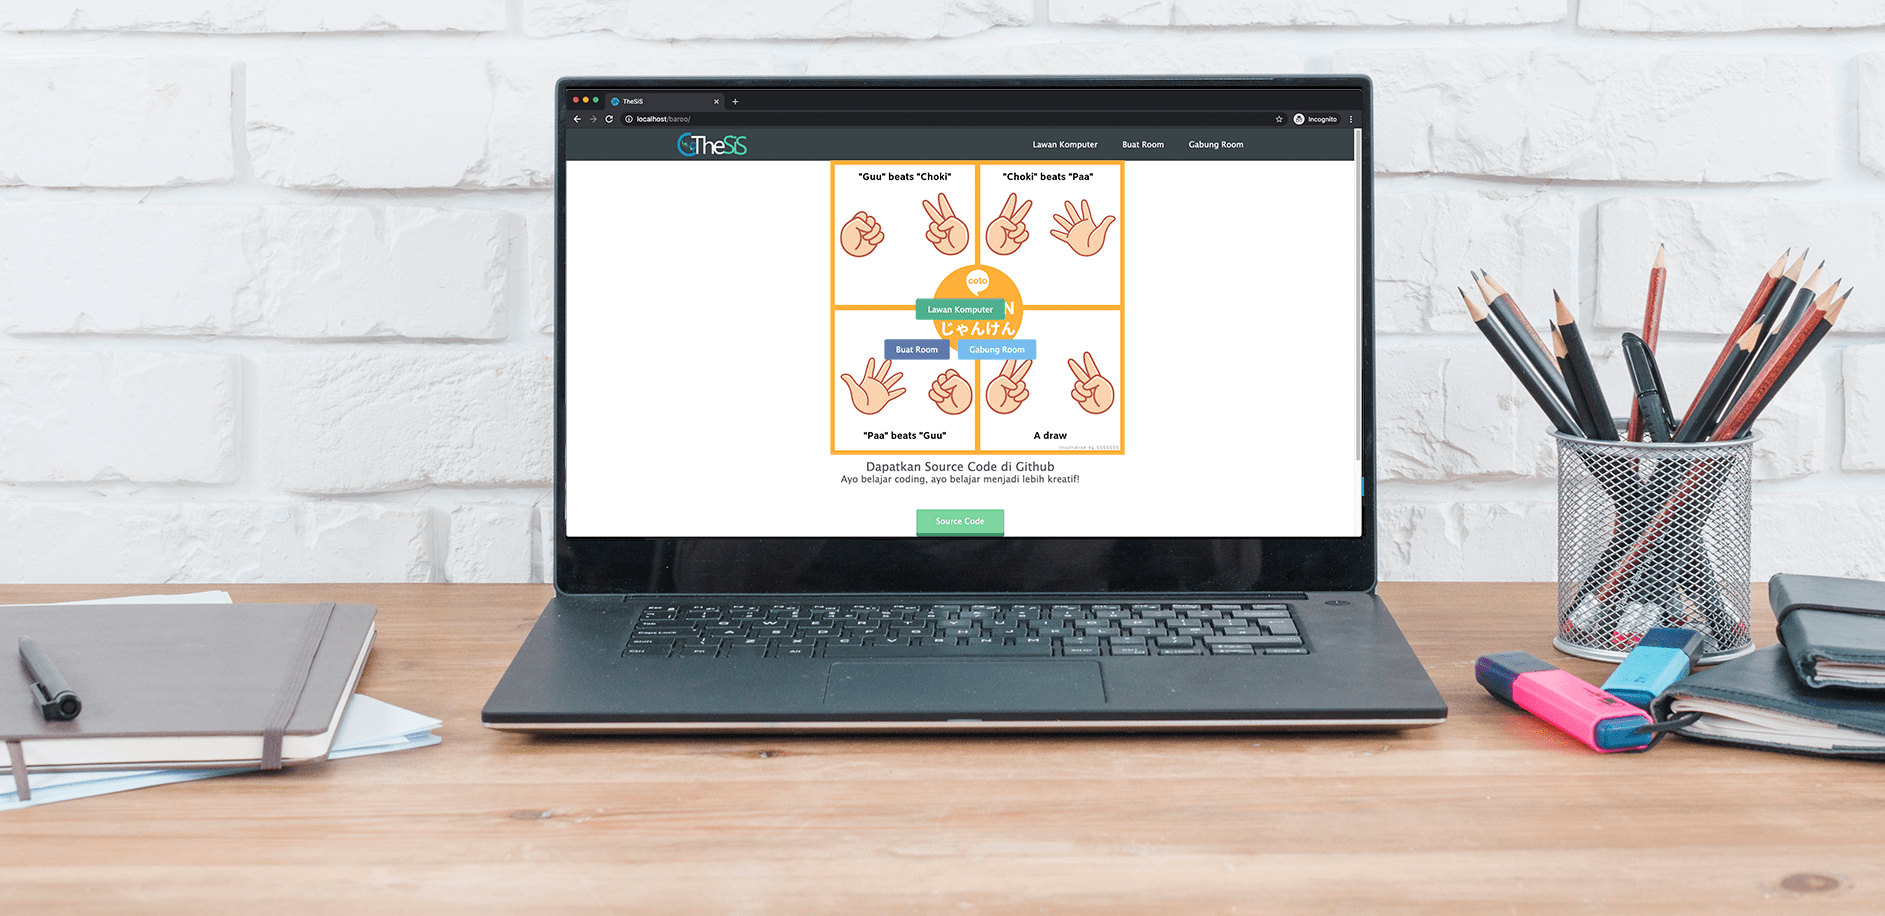 TheSiS
localhost/baroo/
Incognito
TheSiS
Lawan Komputer
Buat Room
Gabung Room
"Guu" beats "Choki"
"Choki" beats "Paa"
coto
Lawan Komputer
N
じゃんけん
Buat Room
Gabung Room
"Paa" beats "Guu"
A draw
Dapatkan Source Code di Github
Ayo belajar coding, ayo belajar menjadi lebih kreatif!
Source Code